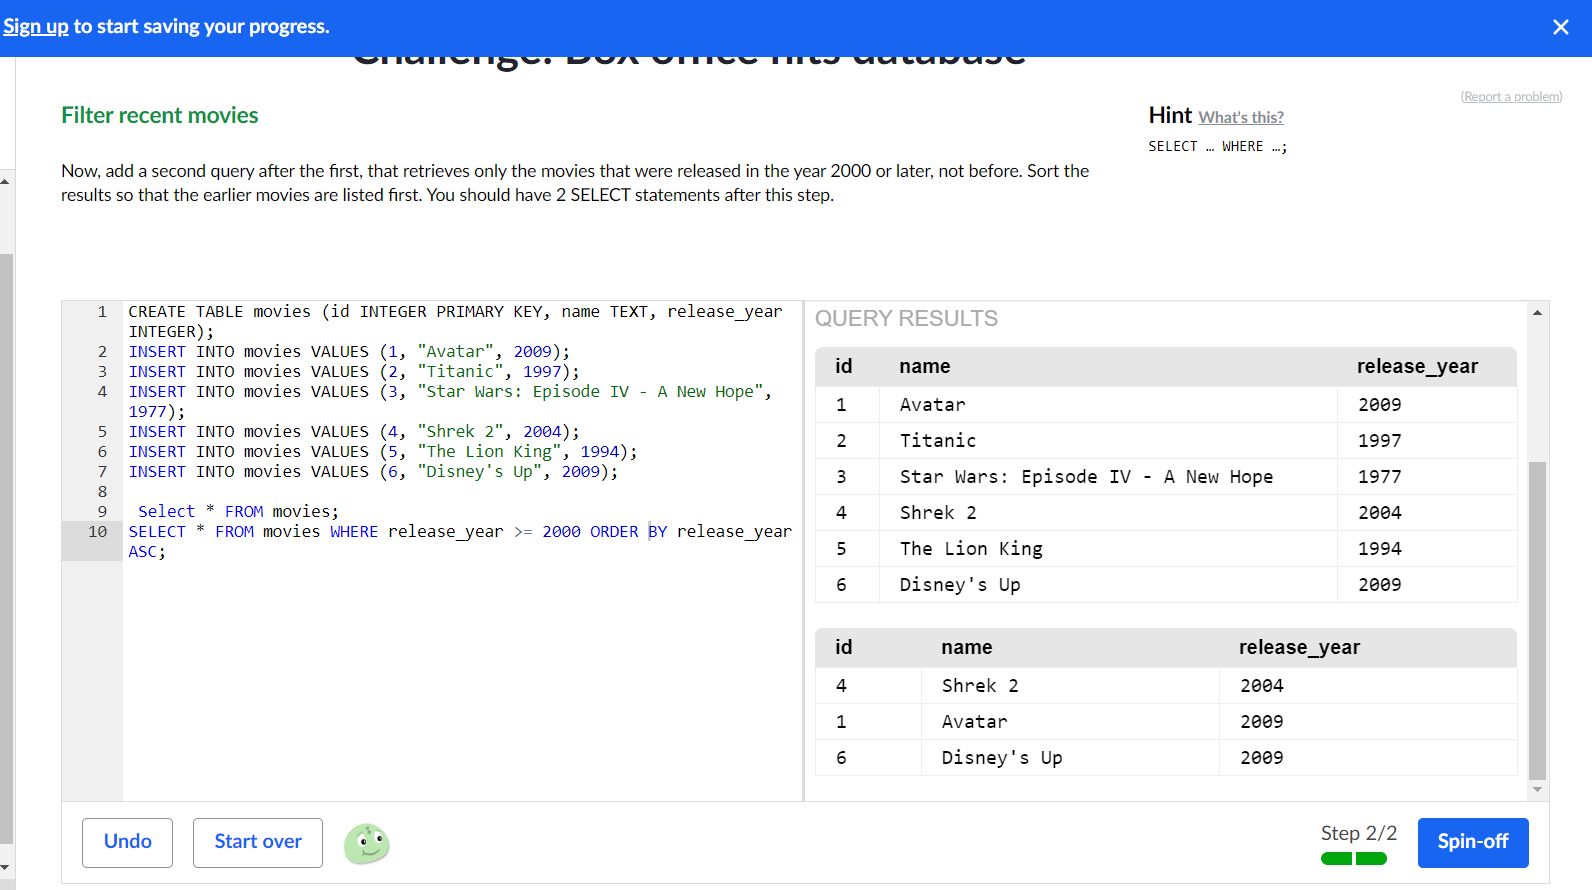 Sign up to start saving your progress.
Challenge: Box office hits database
(Report a problem)
Filter recent movies
Hint What's this?
SELECT … WHERE …;
Now, add a second query after the first, that retrieves only the movies that were released in the year 2000 or later, not before. Sort the
results so that the earlier movies are listed first. You should have 2 SELECT statements after this step.
1 CREATE TABLE movies (id INTEGER PRIMARY KEY, name TEXT, release_year
INTEGER);
2 INSERT INTO movies VALUES (1, "Avatar", 2009);
3 INSERT INTO movies VALUES (2, "Titanic", 1997);
4 INSERT INTO movies VALUES (3, "Star Wars: Episode IV - A New Hope",
1977);
5 INSERT INTO movies VALUES (4, "Shrek 2", 2004);
6 INSERT INTO movies VALUES (5, "The Lion King", 1994);
7 INSERT INTO movies VALUES (6, "Disney's Up", 2009);
8
9 Select * FROM movies;
10 SELECT * FROM movies WHERE release_year >= 2000 ORDER BY release_year
ASC;
QUERY RESULTS
id name release_year
1 Avatar 2009
2 Titanic 1997
3 Star Wars: Episode IV - A New Hope 1977
4 Shrek 2 2004
5 The Lion King 1994
6 Disney's Up 2009
id name release_year
4 Shrek 2 2004
1 Avatar 2009
6 Disney's Up 2009
Undo
Start over
Step 2/2
Spin-off